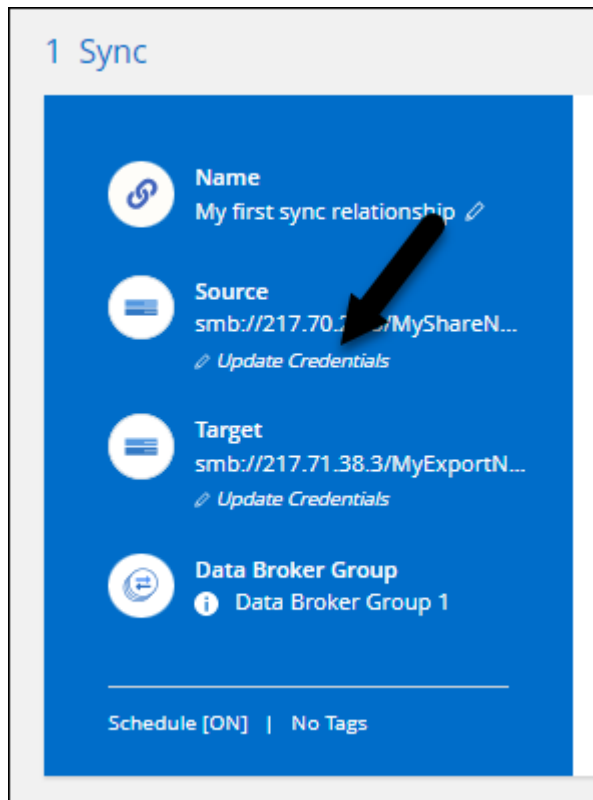 1 Sync
Name
My first sync relationship
Source
smb://217.70.2 3/MyShareN...
Update Credentials
Target
smb://217.71.38.3/MyExportN...
Update Credentials
Data Broker Group
Data Broker Group 1
Schedule [ON] | No Tags